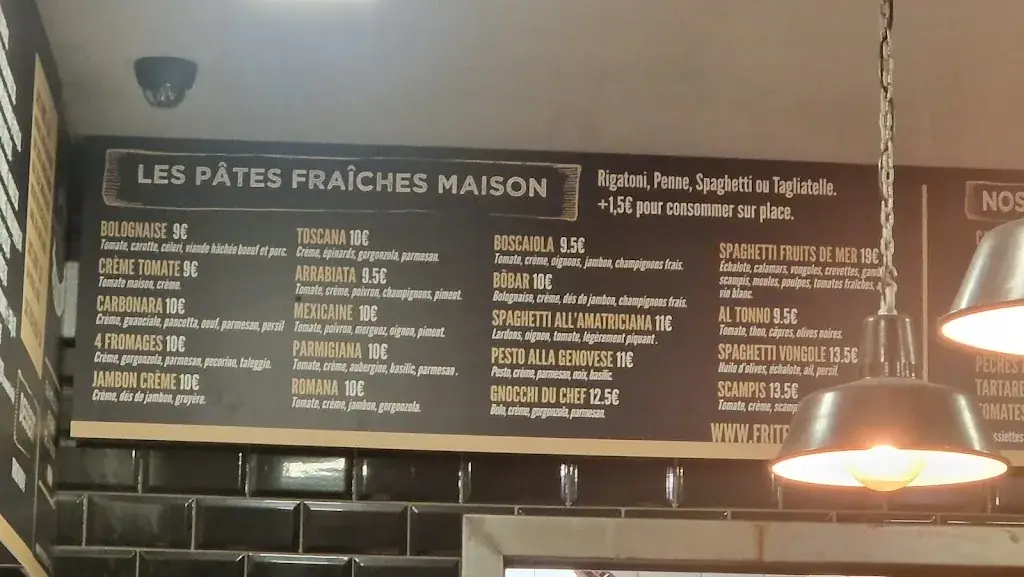 LES PÂTES FRAÎCHES MAISON
Rigatoni, Penne, Spaghetti ou Tagliatelle.
+1,5€ pour consommer sur place.
BOLOGNAISE 9€
Tomate, carotte, céleri, viande hâchée boeuf et porc.
CRÈME TOMATE 9€
Tomate maison, crème.
CARBONARA 10€
Crème, guanciale, pancetta, oeuf, parmesan, persil
4 FROMAGES 10€
Crème, gorgonzola, parmesan, pecorino, taleggio.
JAMBON CRÈME 10€
Crème, dés de jambon, gruyère.
TOSCANA 10€
Crème, épinards, gorgonzola, parmesan.
ARRABIATA 9.5€
Tomate, crème, poivron, champignons, piment.
MEXICAINE 10€
Tomate, poivron, merguez, oignon, piment.
PARMIGIANA 10€
Tomate, crème, aubergine, basilic, parmesan.
ROMANA 10€
Tomate, crème, jambon, gorgonzola.
BOSCAIOLA 9.5€
Tomate, crème, oignons, jambon, champignons frais.
BÔBAR 10€
Bolognaise, crème, dés de jambon, champignons frais.
SPAGHETTI ALL'AMATRICIANA 11€
Lardons, oignon, tomate, légèrement piquant.
PESTO ALLA GENOVESE 11€
Pesto, crème, parmesan, noix, basilic.
GNOCCHI DU CHEF 12.5€
Bolo, crème, gorgonzola, parmesan.
SPAGHETTI FRUITS DE MER 19€
Échalote, calamars, vongoles, crevettes, gamb
scampis, moules, poulpes, tomates fraîches, a
vin blanc.
AL TONNO 9.5€
Tomate, thon, câpres, olives noires.
SPAGHETTI VONGOLE 13.5€
Huile d'olives, échalote, ail, persil.
SCAMPIS 13.5€
Tomate, crème, scamp
WWW.FRITE
NOS
PECHES
TARTARE
TOMATES
ssiettes